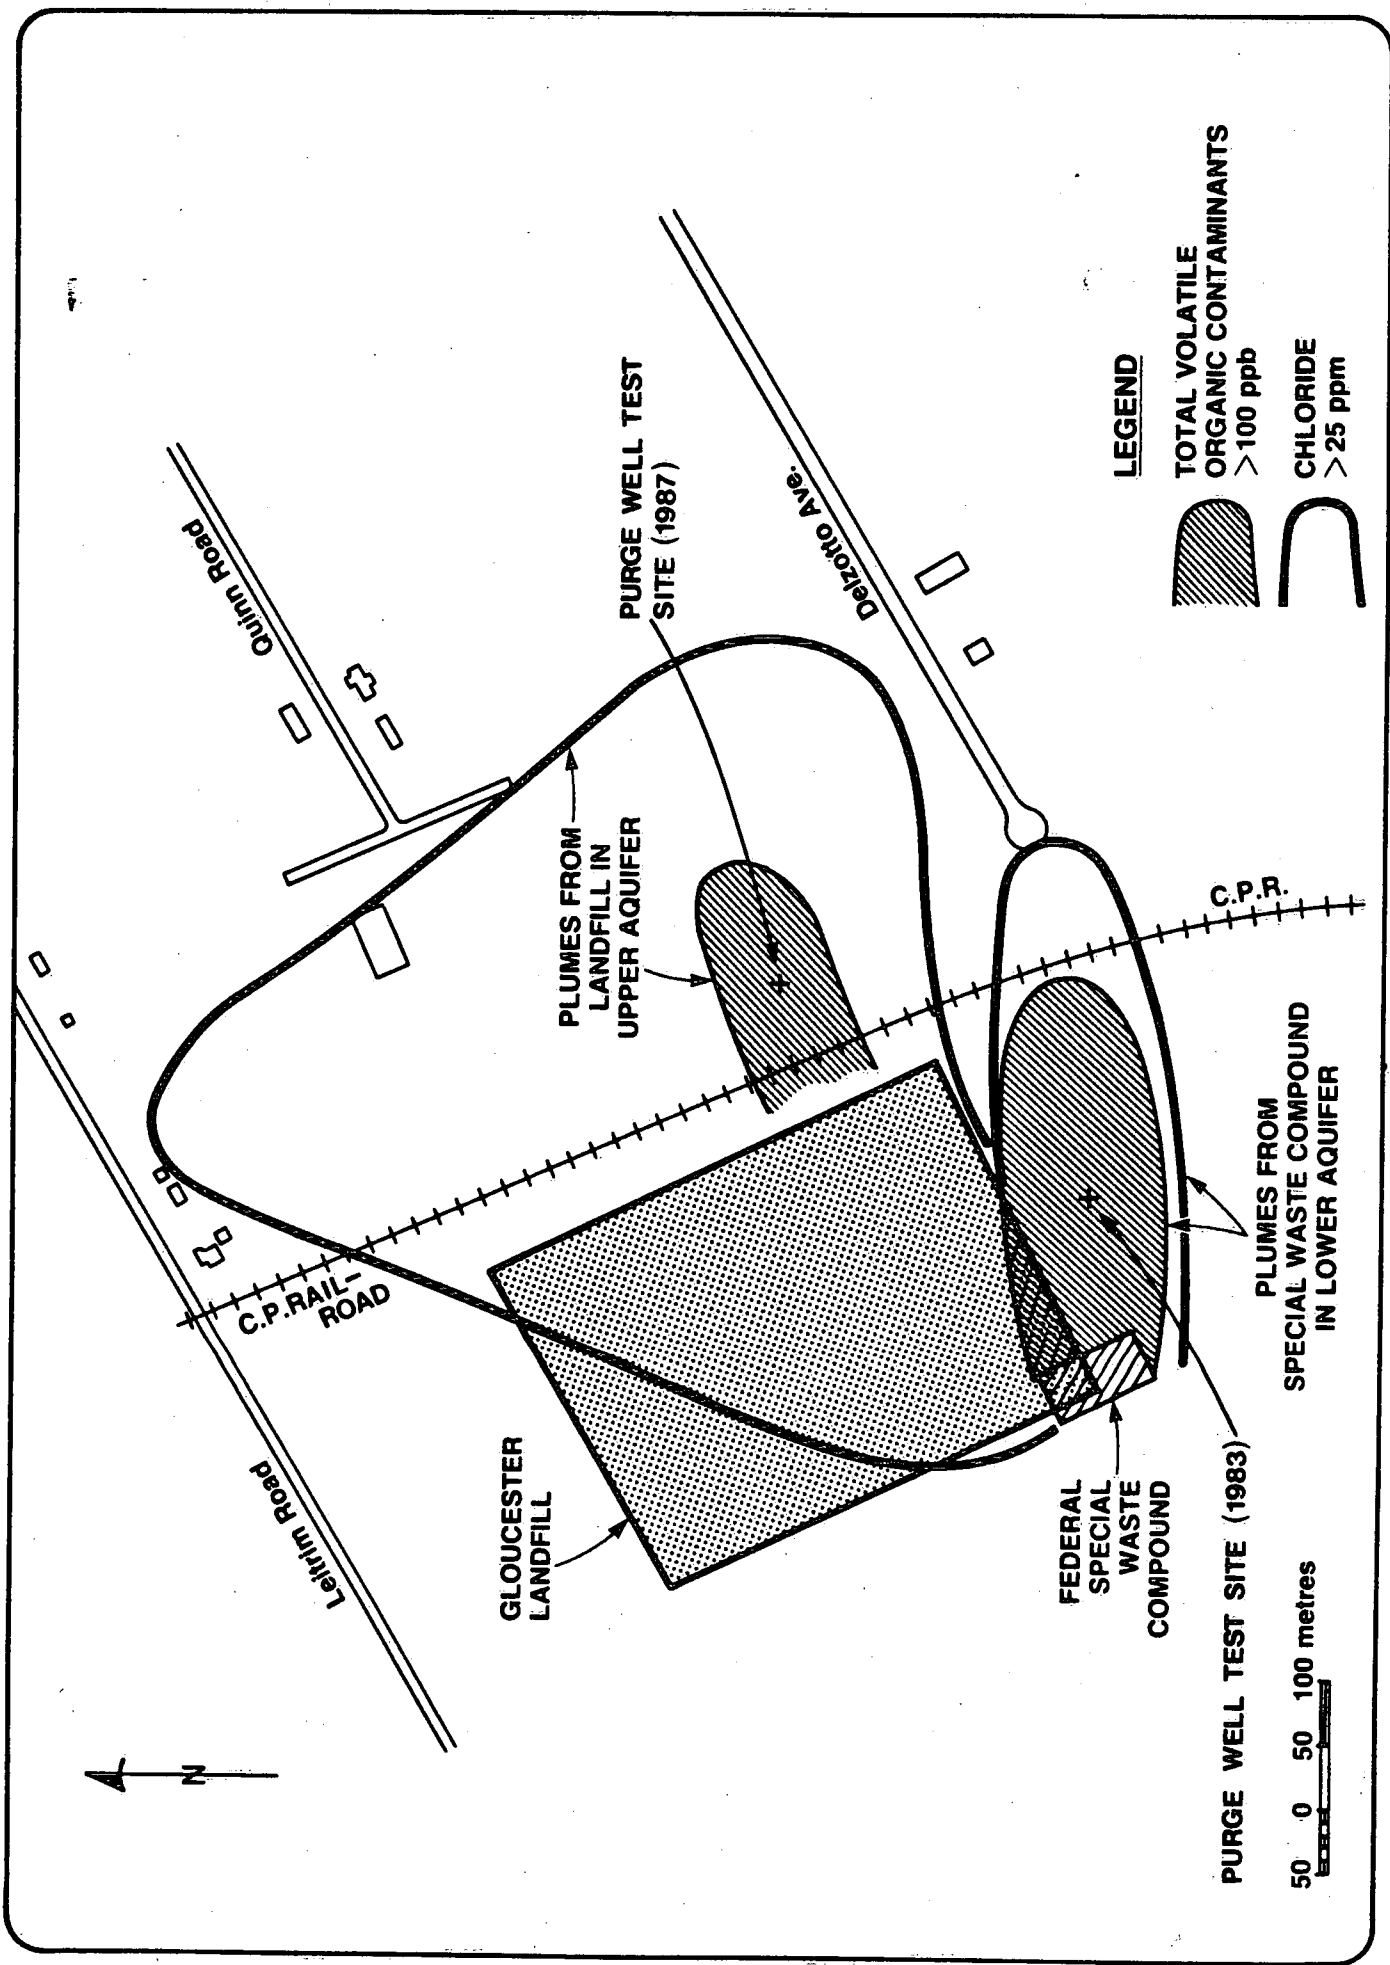 Leitrim Road
Quinn Road
C.P.RAIL-
ROAD
GLOUCESTER
LANDFILL
PLUMES FROM
LANDFILL IN
UPPER AQUIFER
PURGE WELL TEST
SITE (1987)
Delzotto Ave.
C.P.R.
FEDERAL
SPECIAL
WASTE
COMPOUND
PURGE WELL TEST SITE (1983)
PLUMES FROM
SPECIAL WASTE COMPOUND
IN LOWER AQUIFER
N
50 0 50 100 metres
LEGEND
TOTAL VOLATILE
ORGANIC CONTAMINANTS
>100 ppb
CHLORIDE
>25 ppm